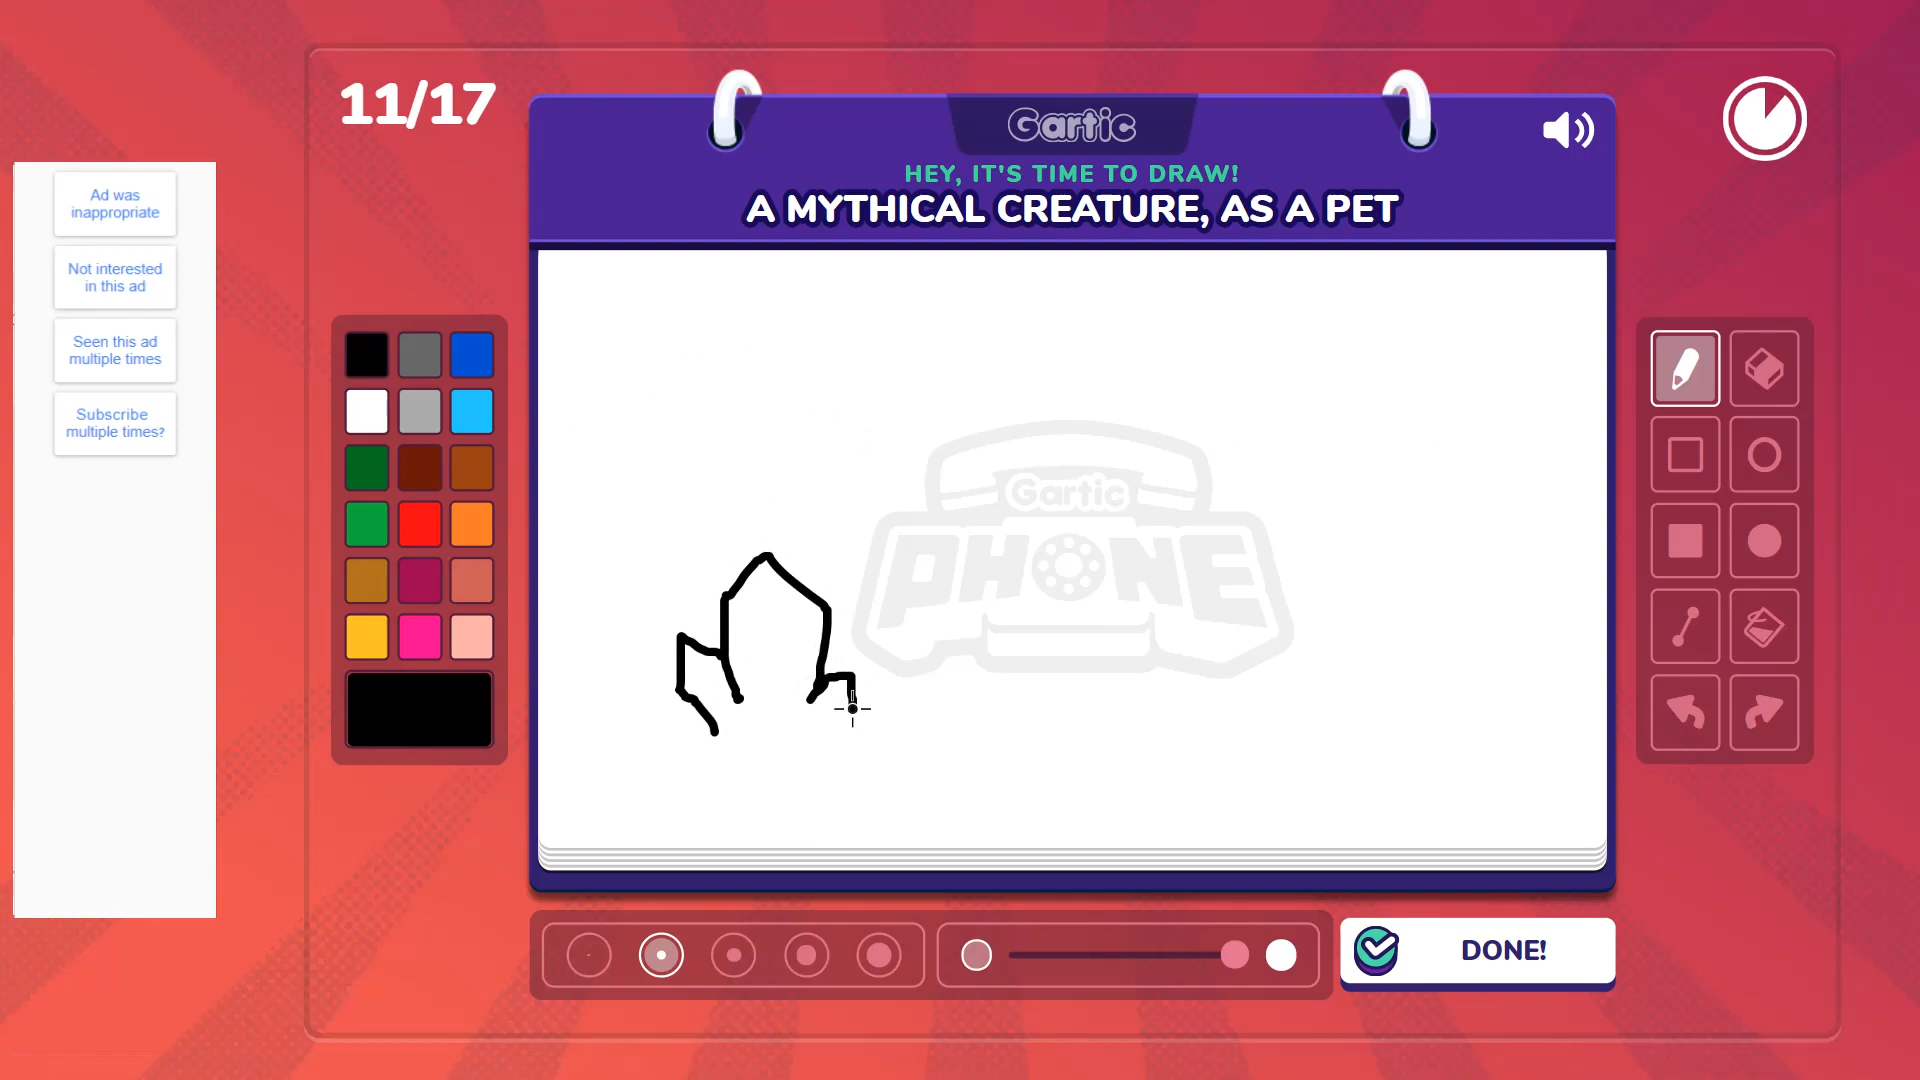 11/17
Gartic
HEY, IT'S TIME TO DRAW!
A MYTHICAL CREATURE, AS A PET
Ad was
inappropriate
Not interested
in this ad
Seen this ad
multiple times
Subscribe
multiple times?
Gartic
PHONE
DONE!